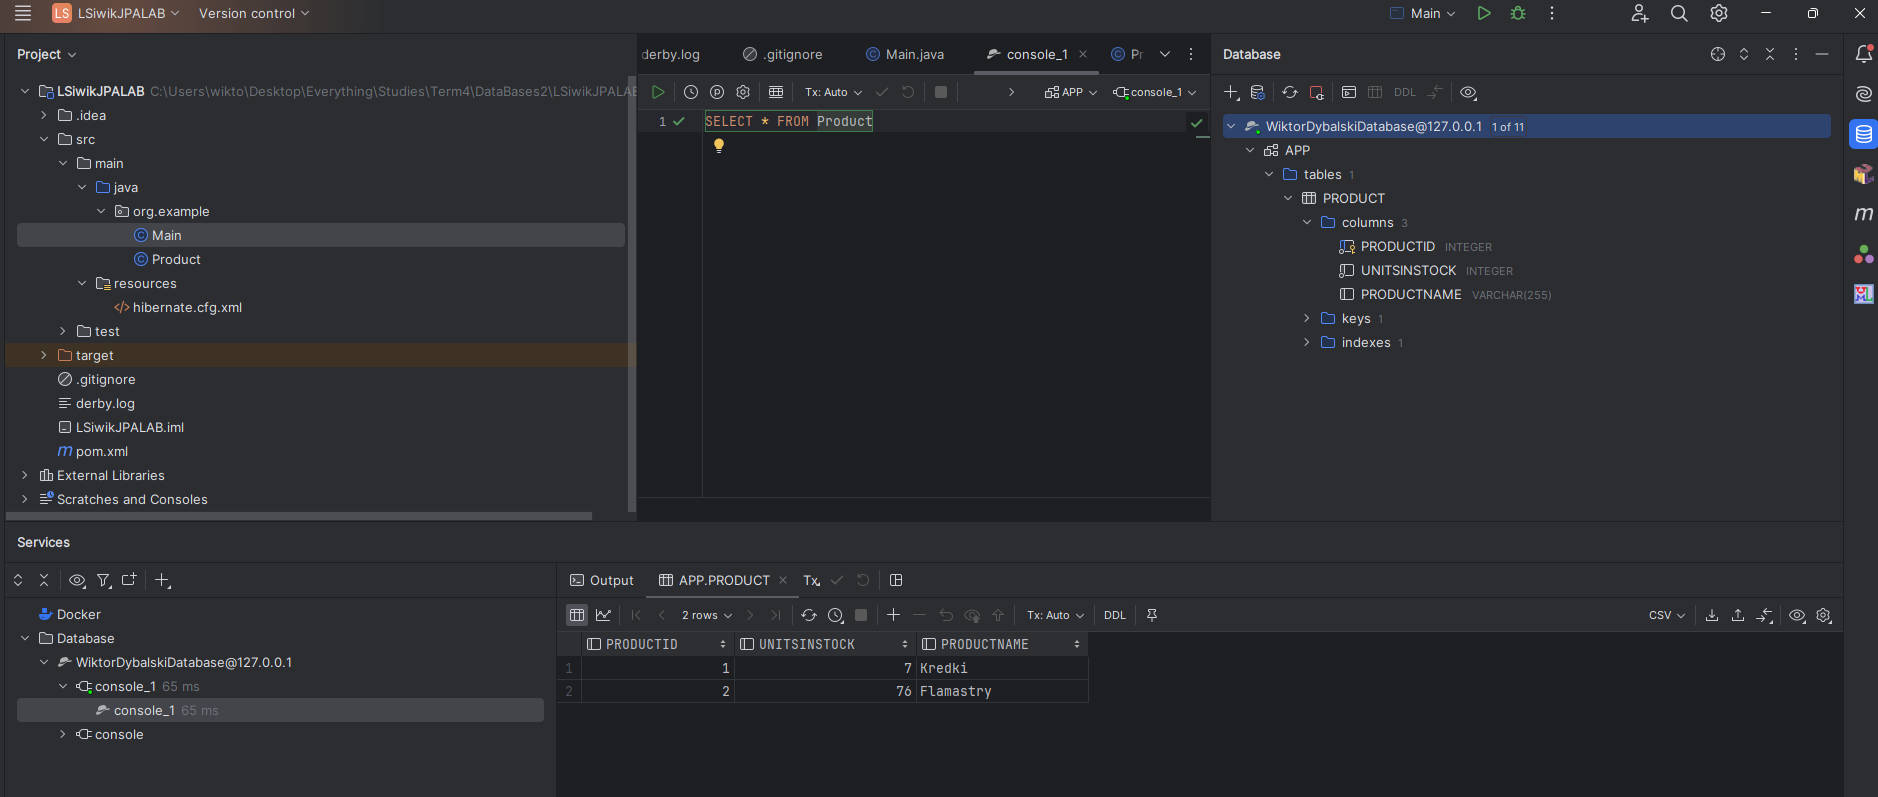 LS LSiwikJPALAB Version control Main
Project
LSiwikJPALAB C:\Users\wikto\Desktop\Everything\Studies\Term4\DataBases2\LSiwikJPALAB
.idea
src
main
java
org.example
Main
Product
resources
hibernate.cfg.xml
test
target
.gitignore
derby.log
LSiwikJPALAB.iml
pom.xml
External Libraries
Scratches and Consoles
derby.log .gitignore Main.java console_1 Pr
Tx: Auto APP console_1
1 SELECT * FROM Product
Database
DDL
WiktorDybalskiDatabase@127.0.0.1 1 of 11
APP
tables 1
PRODUCT
columns 3
PRODUCTID INTEGER
UNITSINSTOCK INTEGER
PRODUCTNAME VARCHAR(255)
keys 1
indexes 1
Services
Docker
Database
WiktorDybalskiDatabase@127.0.0.1
console_1 65 ms
console_1 65 ms
console
Output APP.PRODUCT Tx
2 rows Tx: Auto DDL CSV
PRODUCTID UNITSINSTOCK PRODUCTNAME
1 1 7 Kredki
2 2 76 Flamastry